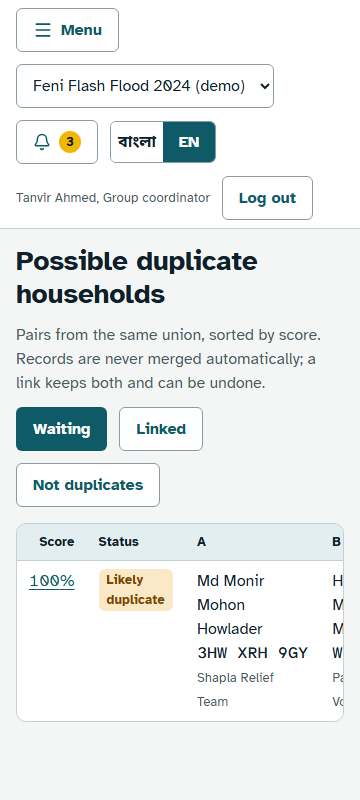 Menu
Feni Flash Flood 2024 (demo)
3
বাংলা EN
Tanvir Ahmed, Group coordinator Log out
Possible duplicate
households
Pairs from the same union, sorted by score.
Records are never merged automatically; a
link keeps both and can be undone.
Waiting Linked
Not duplicates
Score Status A B
100% Likely duplicate Md Monir
Mohon
Howlader
3HW XRH 9GY
Shapla Relief
Team